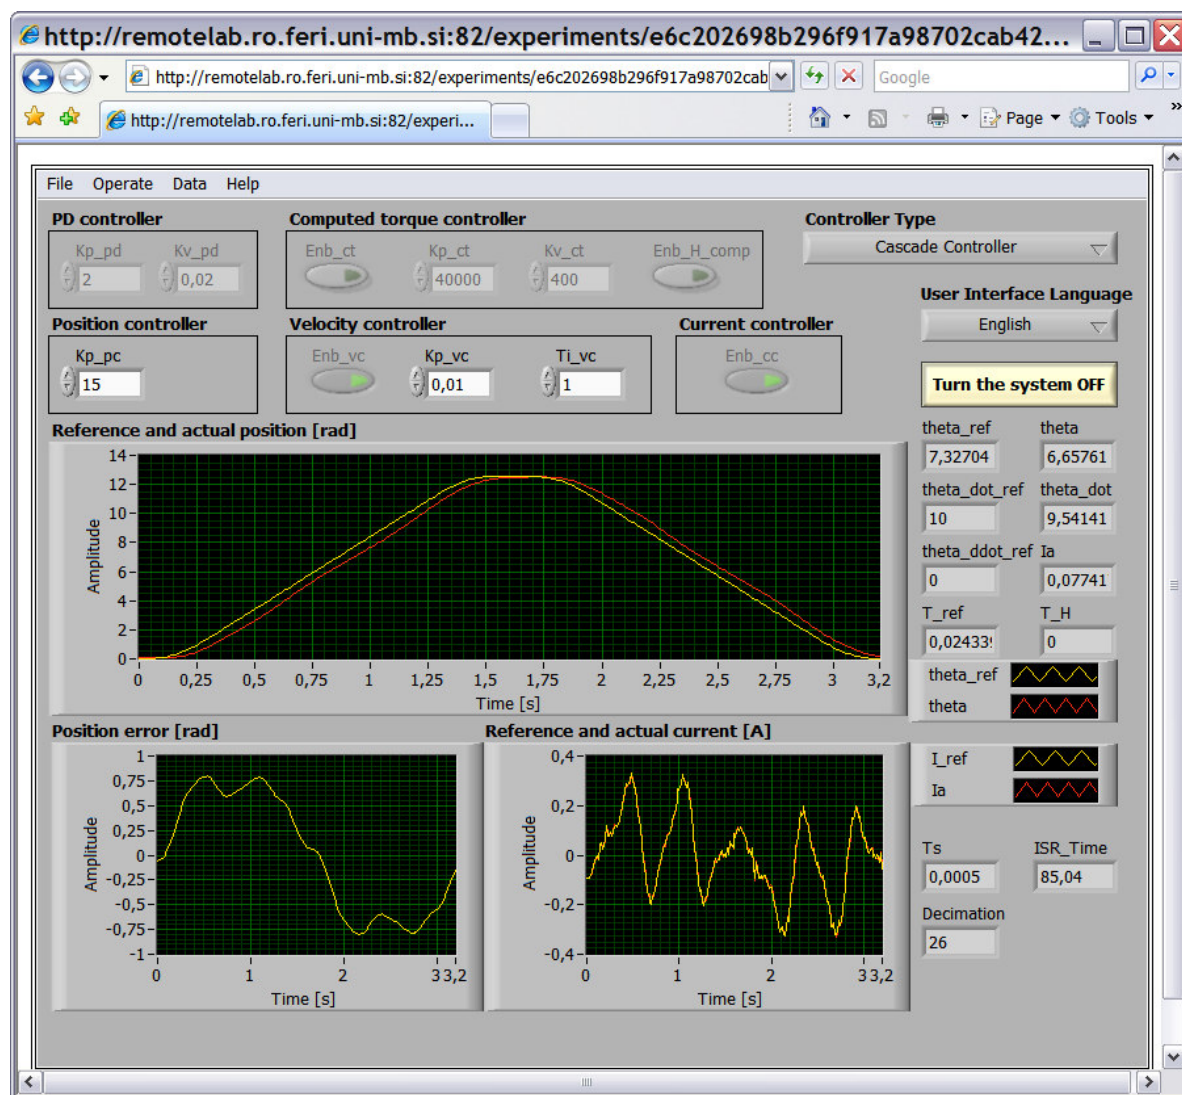 http://remotelab.ro.feri.uni-mb.si:82/experiments/e6c202698b296f917a98702cab42...
http://remotelab.ro.feri.uni-mb.si:82/experiments/e6c202698b296f917a98702cab
Google
http://remotelab.ro.feri.uni-mb.si:82/experi...
Page Tools »
File Operate Data Help
PD controller Computed torque controller Controller Type
Kp_pd Kv_pd Enb_ct Kp_ct Kv_ct Enb_H_comp Cascade Controller
2 0,02 40000 400
User Interface Language
Position controller Velocity controller Current controller English
Kp_pc Enb_vc Kp_vc Ti_vc Enb_cc
15 0,01 1 Turn the system OFF
Reference and actual position [rad]
14
12
10
8
6
4
2
0
Amplitude
0 0,25 0,5 0,75 1 1,25 1,5 1,75 2 2,25 2,5 2,75 3 3,2
Time [s]
theta_ref theta
7,32704 6,65761
theta_dot_ref theta_dot
10 9,54141
theta_ddot_ref Ia
0 0,07741
T_ref T_H
0,02433 0
theta_ref
theta
Position error [rad]
1
0,75
0,5
0,25
0
-0,25
-0,5
-0,75
-1
Amplitude
0 1 2 3 3,2
Time [s]
Reference and actual current [A]
0,4
0,2
0
-0,2
-0,4
Amplitude
0 1 2 3 3,2
Time [s]
I_ref
Ia
Ts ISR_Time
0,0005 85,04
Decimation
26